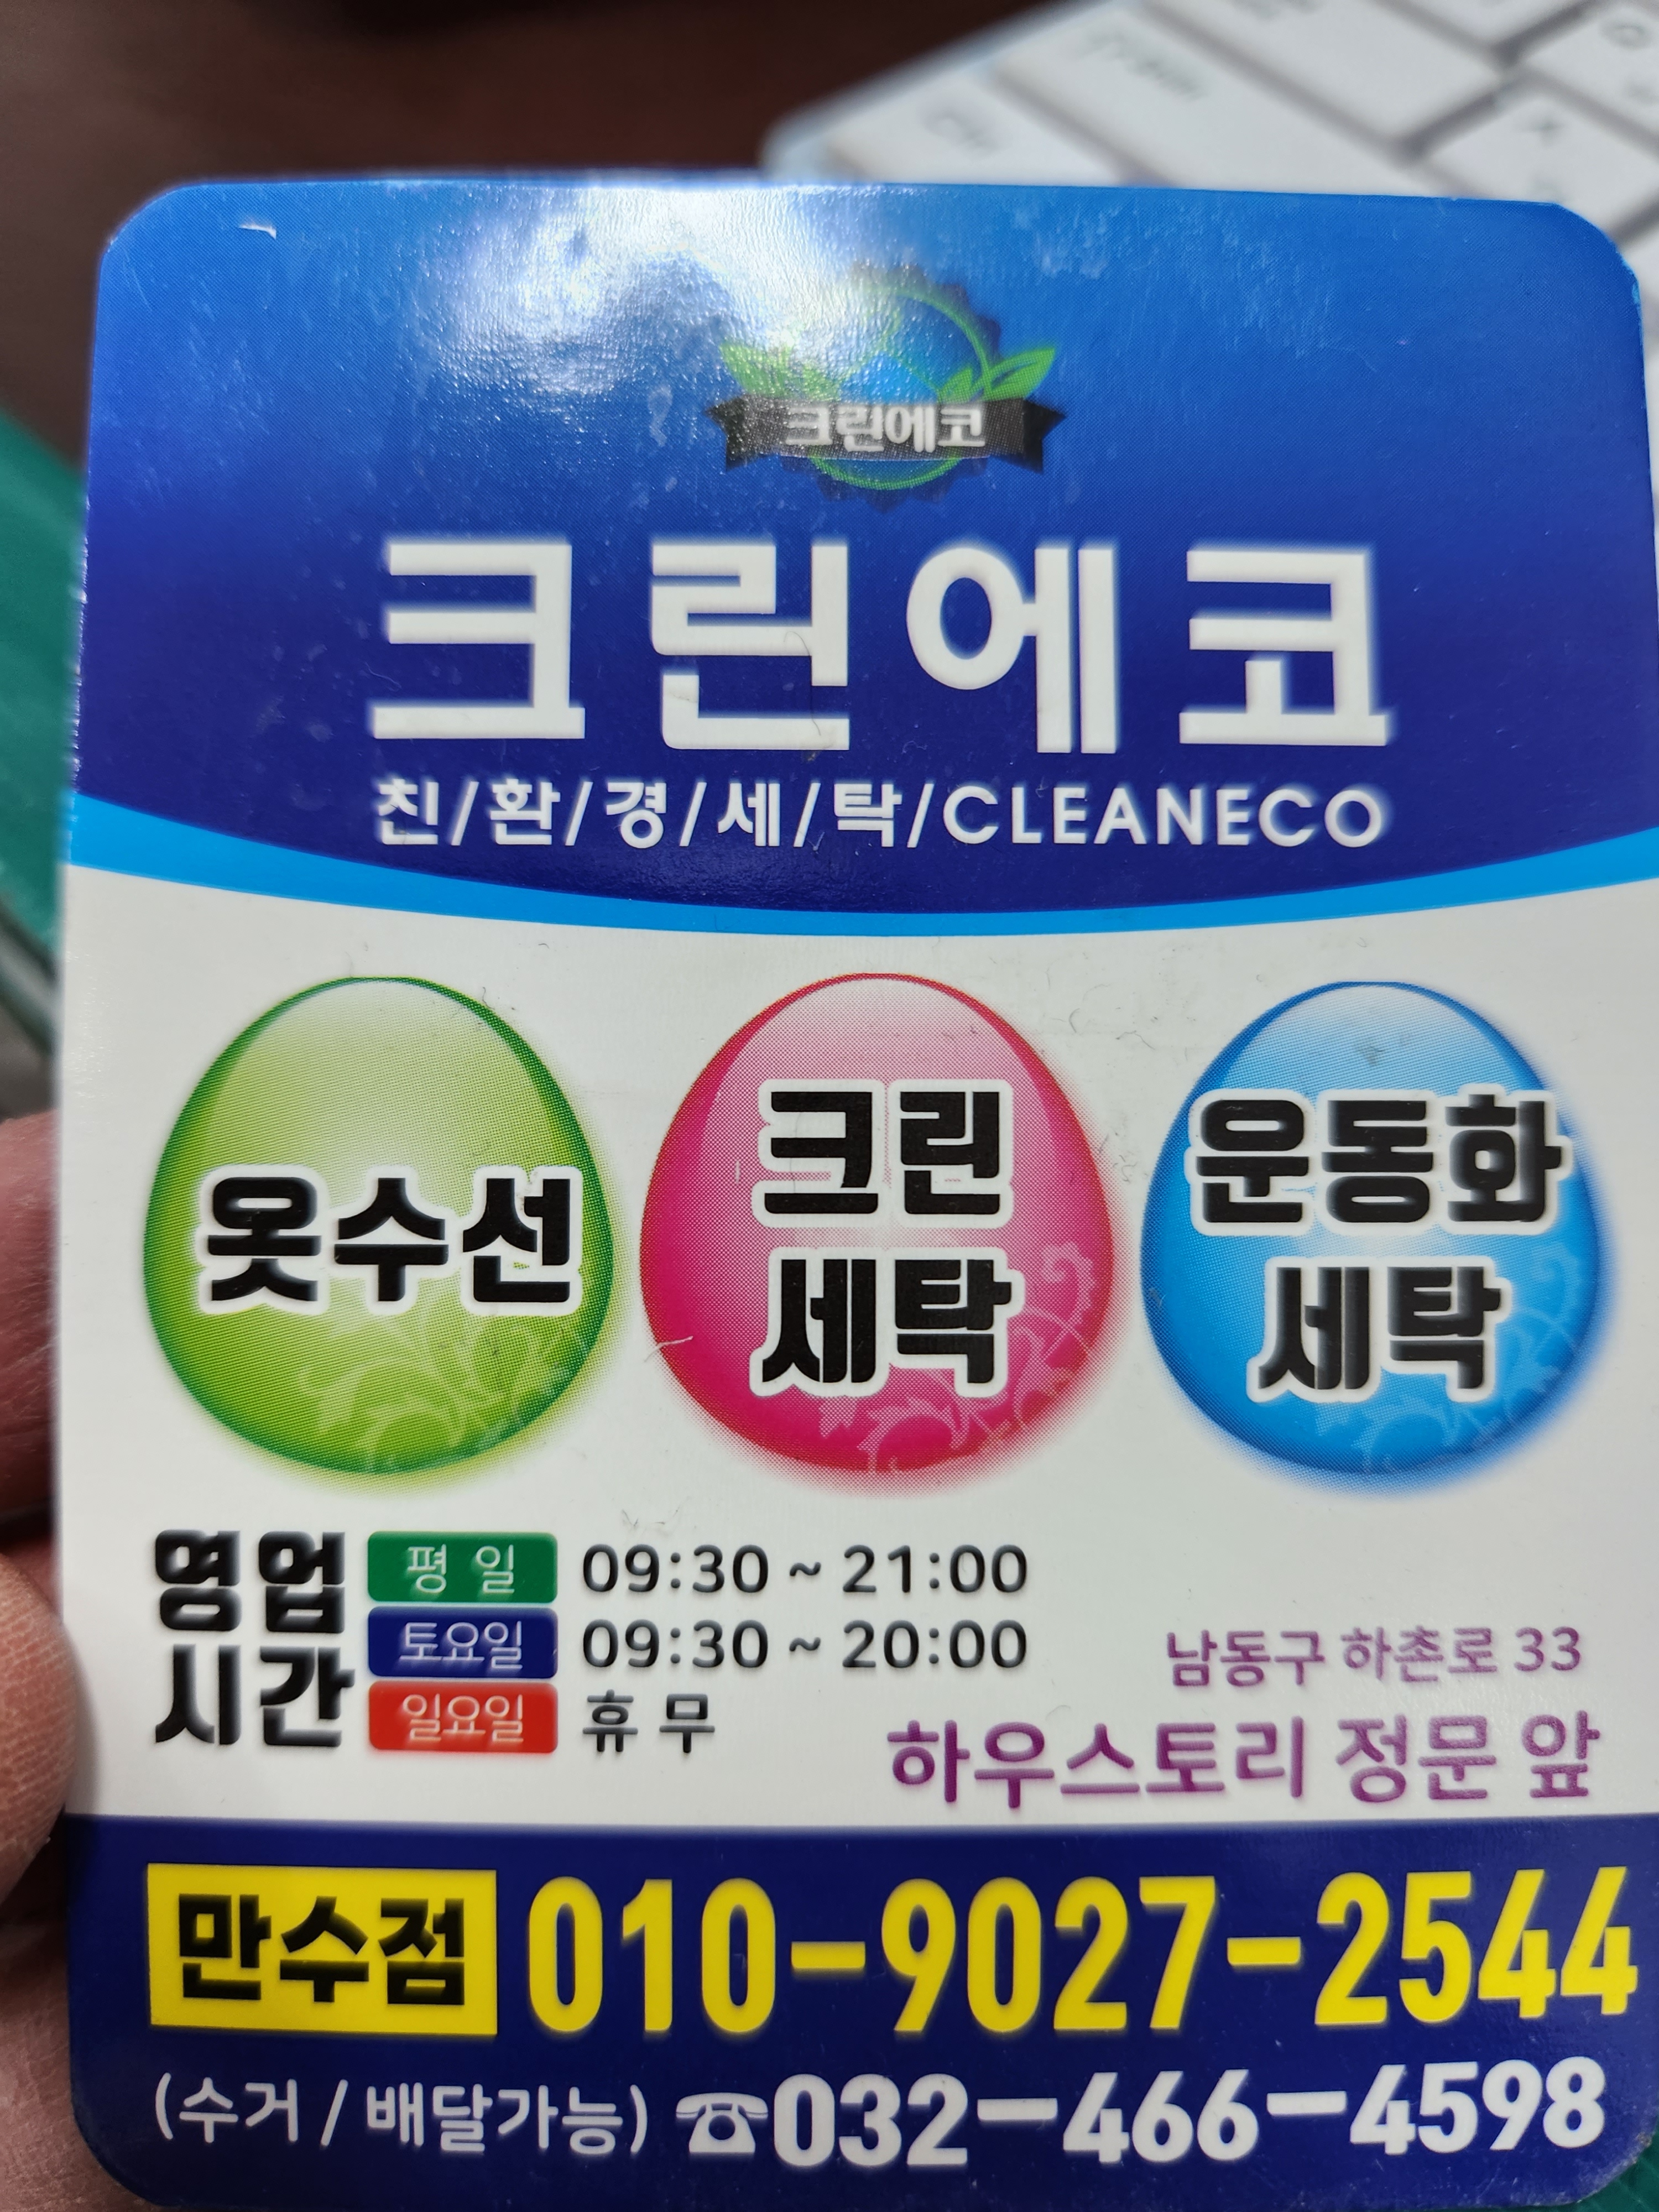 크린에코
크린에코
친/환/경/세/탁/CLEANECO
옷수선
크린
세탁
운동화
세탁
영업
시간
평 일 09:30 ~ 21:00
토요일 09:30 ~ 20:00
일요일 휴 무
남동구 하촌로 33
하우스토리 정문 앞
만수점 010-9027-2544
(수거 / 배달가능) ☎032-466-4598